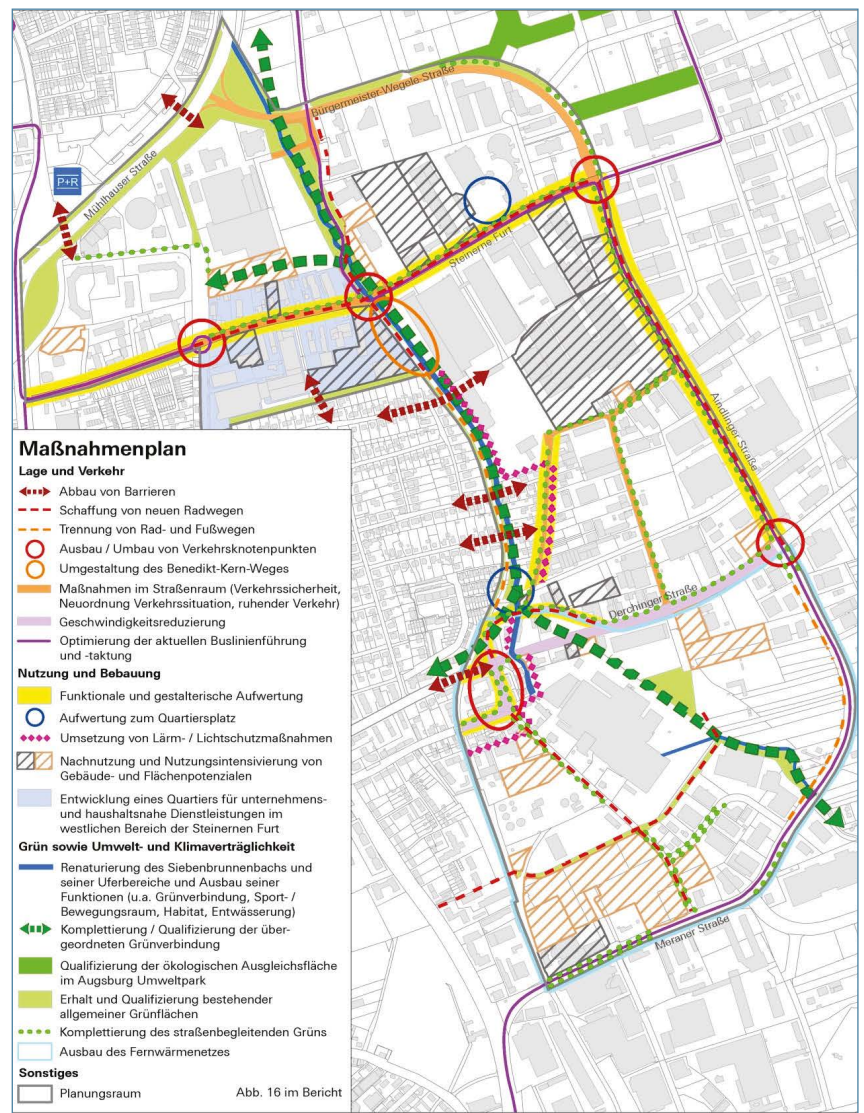 Bürgermeister-Wegele-Straße
Mühlhauser Straße
P+R
Steinerne Furt
Aindlinger Straße
Derchinger Straße
Meraner Straße
Maßnahmenplan
Lage und Verkehr
Abbau von Barrieren
Schaffung von neuen Radwegen
Trennung von Rad- und Fußwegen
Ausbau / Umbau von Verkehrsknotenpunkten
Umgestaltung des Benedikt-Kern-Weges
Maßnahmen im Straßenraum (Verkehrssicherheit,
Neuordnung Verkehrssituation, ruhender Verkehr)
Geschwindigkeitsreduzierung
Optimierung der aktuellen Buslinienführung
und -taktung
Nutzung und Bebauung
Funktionale und gestalterische Aufwertung
Aufwertung zum Quartiersplatz
Umsetzung von Lärm- / Lichtschutzmaßnahmen
Nachnutzung und Nutzungsintensivierung von
Gebäude- und Flächenpotenzialen
Entwicklung eines Quartiers für unternehmens-
und haushaltsnahe Dienstleistungen im
westlichen Bereich der Steinernen Furt
Grün sowie Umwelt- und Klimaverträglichkeit
Renaturierung des Siebenbrunnenbachs und
seiner Uferbereiche und Ausbau seiner
Funktionen (u.a. Grünverbindung, Sport- /
Bewegungsraum, Habitat, Entwässerung)
Komplettierung / Qualifizierung der über-
geordneten Grünverbindung
Qualifizierung der ökologischen Ausgleichsfläche
im Augsburg Umweltpark
Erhalt und Qualifizierung bestehender
allgemeiner Grünflächen
Komplettierung des straßenbegleitenden Grüns
Ausbau des Fernwärmenetzes
Sonstiges
Planungsraum
Abb. 16 im Bericht